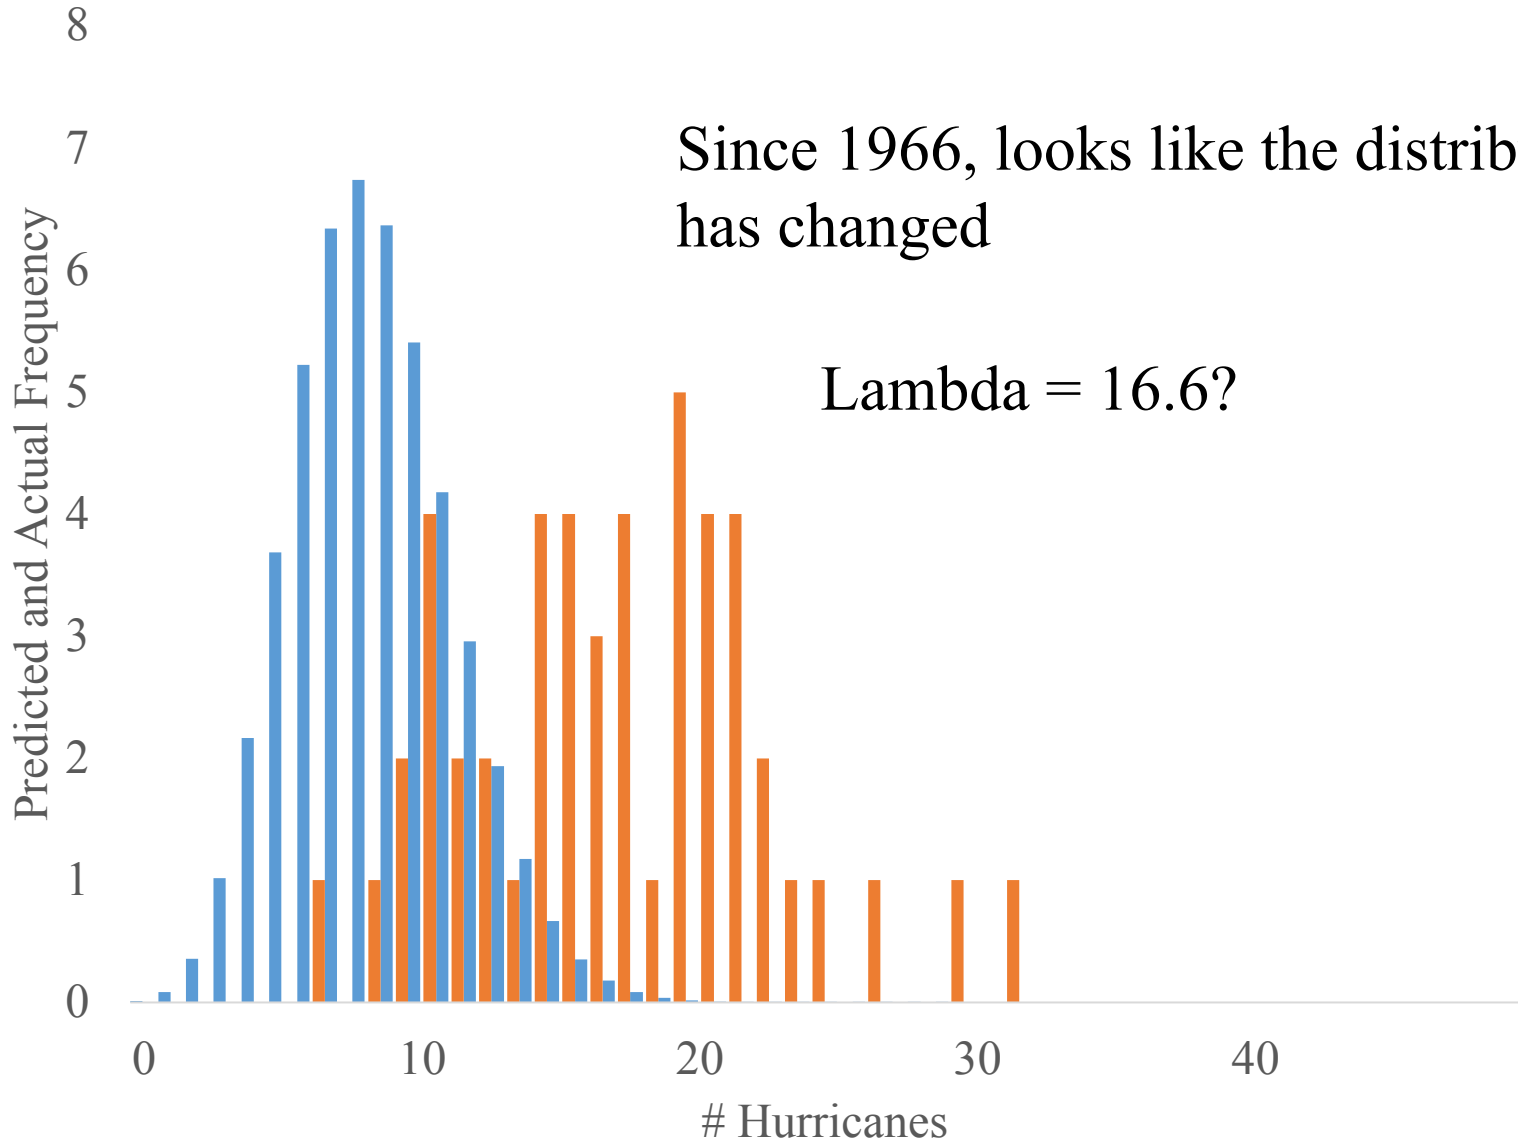 8
7
6
5
4
3
2
1
0
Predicted and Actual Frequency
Since 1966, looks like the distrib
has changed
Lambda = 16.6?
0 10 20 30 40
# Hurricanes